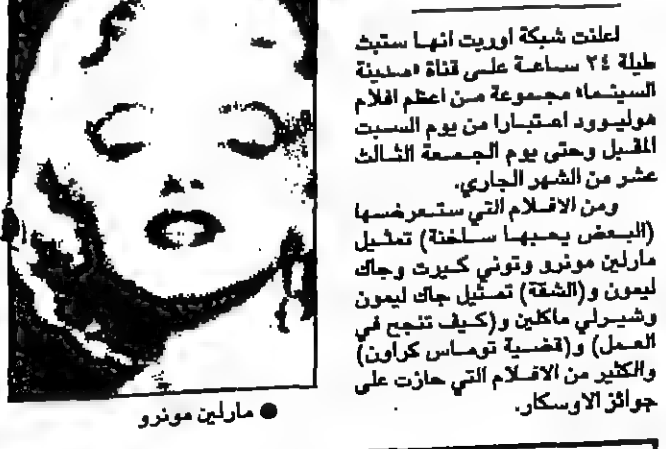 اعلنت شبكة اوربت انها ستبث
طيلة ٢٤ ساعة على قناة «مدينة
السينما» مجموعة من اعظم افلام
هوليوود اعتبارا من يوم السبت
المقبل وحتى يوم الجمعة الثالث
عشر من الشهر الجاري.
ومن الافلام التي ستعرضها
(البعض يحبها ساخنة) تمثيل
مارلين مونرو وتوني كيرت وجاك
ليمون و(الشقة) تمثيل جاك ليمون
وشيرلي ماكلين و(كيف تنجح في
العمل) و(قضية توماس كراون)
والكثير من الافلام التي حازت على
جوائز الاوسكار.
● مارلين مونرو